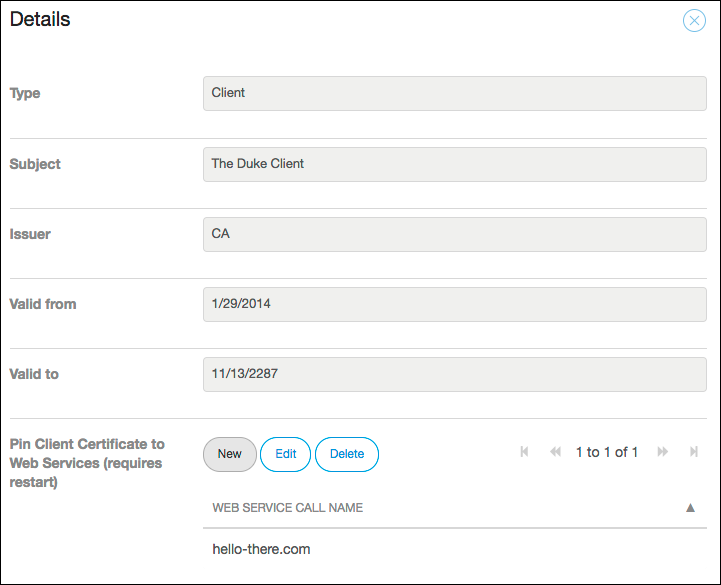 Details
Type
Client
Subject
The Duke Client
Issuer
CA
Valid from
1/29/2014
Valid to
11/13/2287
Pin Client Certificate to
Web Services (requires
restart)
New Edit Delete 1 to 1 of 1
WEB SERVICE CALL NAME
hello-there.com